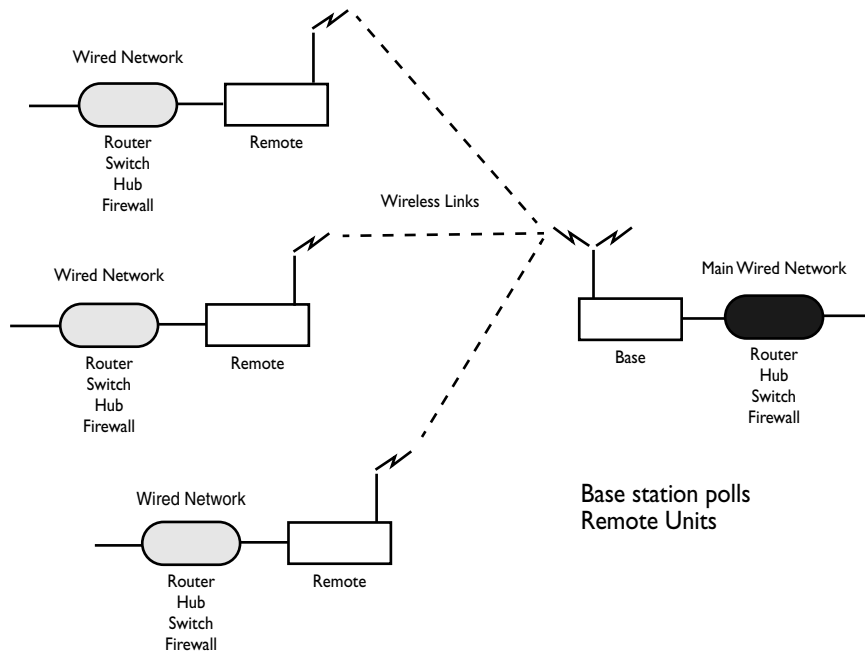 Wired Network
Router
Switch
Hub
Firewall
Remote
Wireless Links
Wired Network
Router
Switch
Hub
Firewall
Remote
Main Wired Network
Base
Router
Hub
Switch
Firewall
Wired Network
Router
Hub
Switch
Firewall
Remote
Base station polls
Remote Units